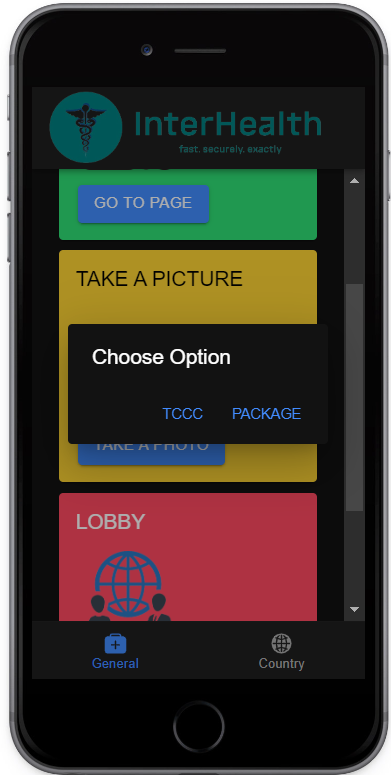 InterHealth
fast. securely. exactly
GO TO PAGE
TAKE A PICTURE
Choose Option
TCCC PACKAGE
TAKE A PHOTO
LOBBY
General Country